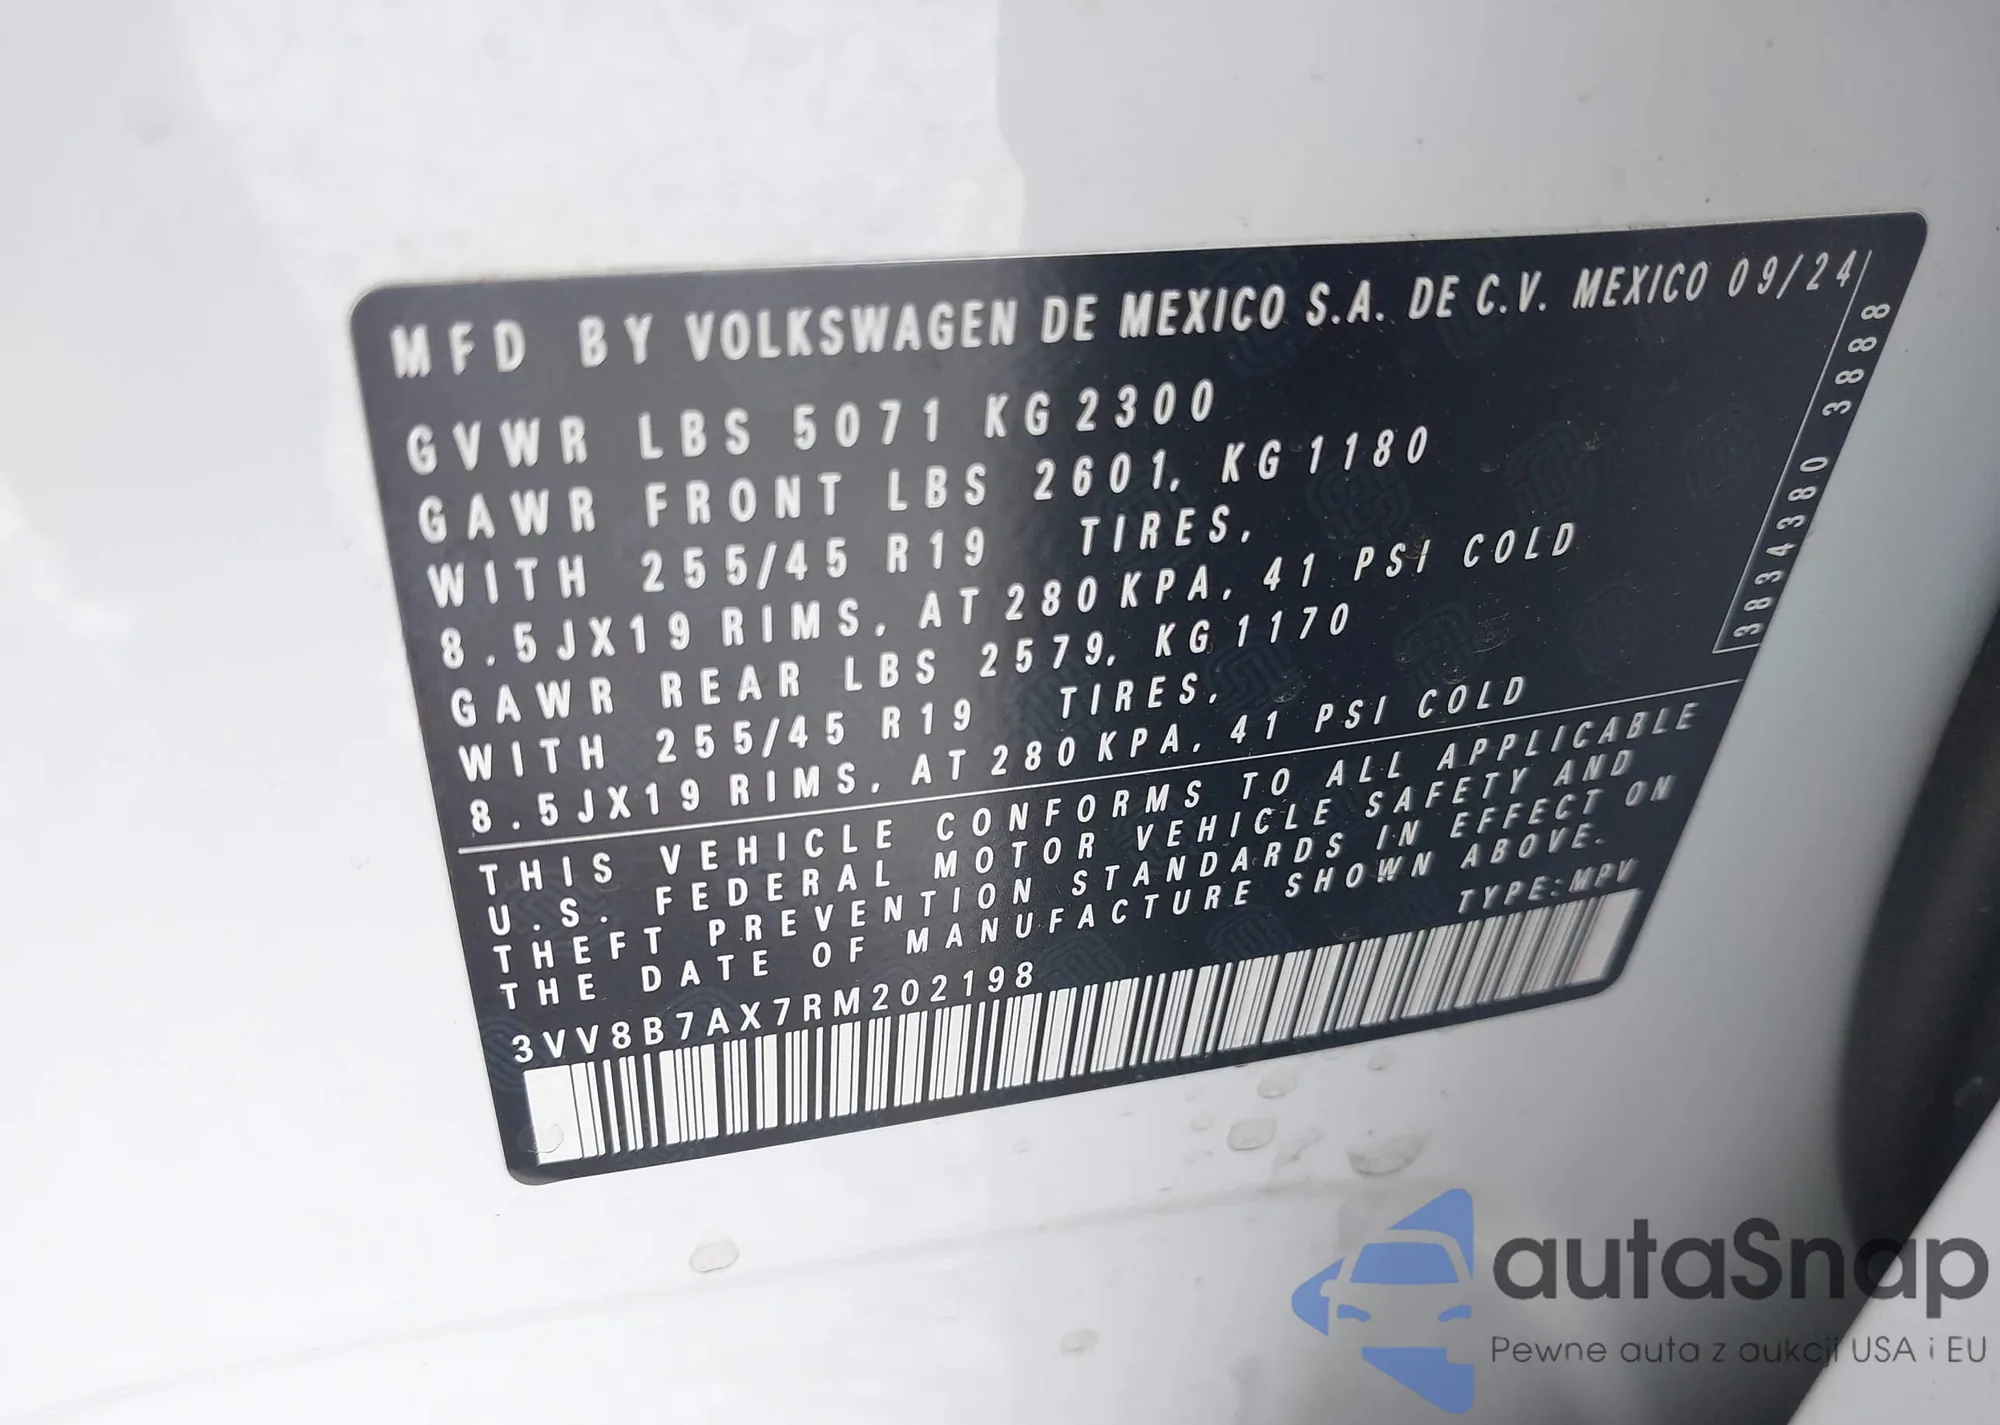 MFD BY VOLKSWAGEN DE MEXICO S.A. DE C.V. MEXICO 09/24
GVWR LBS 5071 KG 2300
GAWR FRONT LBS 2601, KG 1180
WITH 255/45 R19 TIRES,
8.5JX19 RIMS, AT 280 KPA, 41 PSI COLD
GAWR REAR LBS 2579, KG 1170
WITH 255/45 R19 TIRES,
8.5JX19 RIMS, AT 280 KPA, 41 PSI COLD
3834380 3888
THIS VEHICLE CONFORMS TO ALL APPLICABLE
U.S. FEDERAL MOTOR VEHICLE SAFETY AND
THEFT PREVENTION STANDARDS IN EFFECT ON
THE DATE OF MANUFACTURE SHOWN ABOVE.
TYPE: MPV
3VV8B7AX7RM202198
autaSnap
Pewne auta z aukcji USA i EU